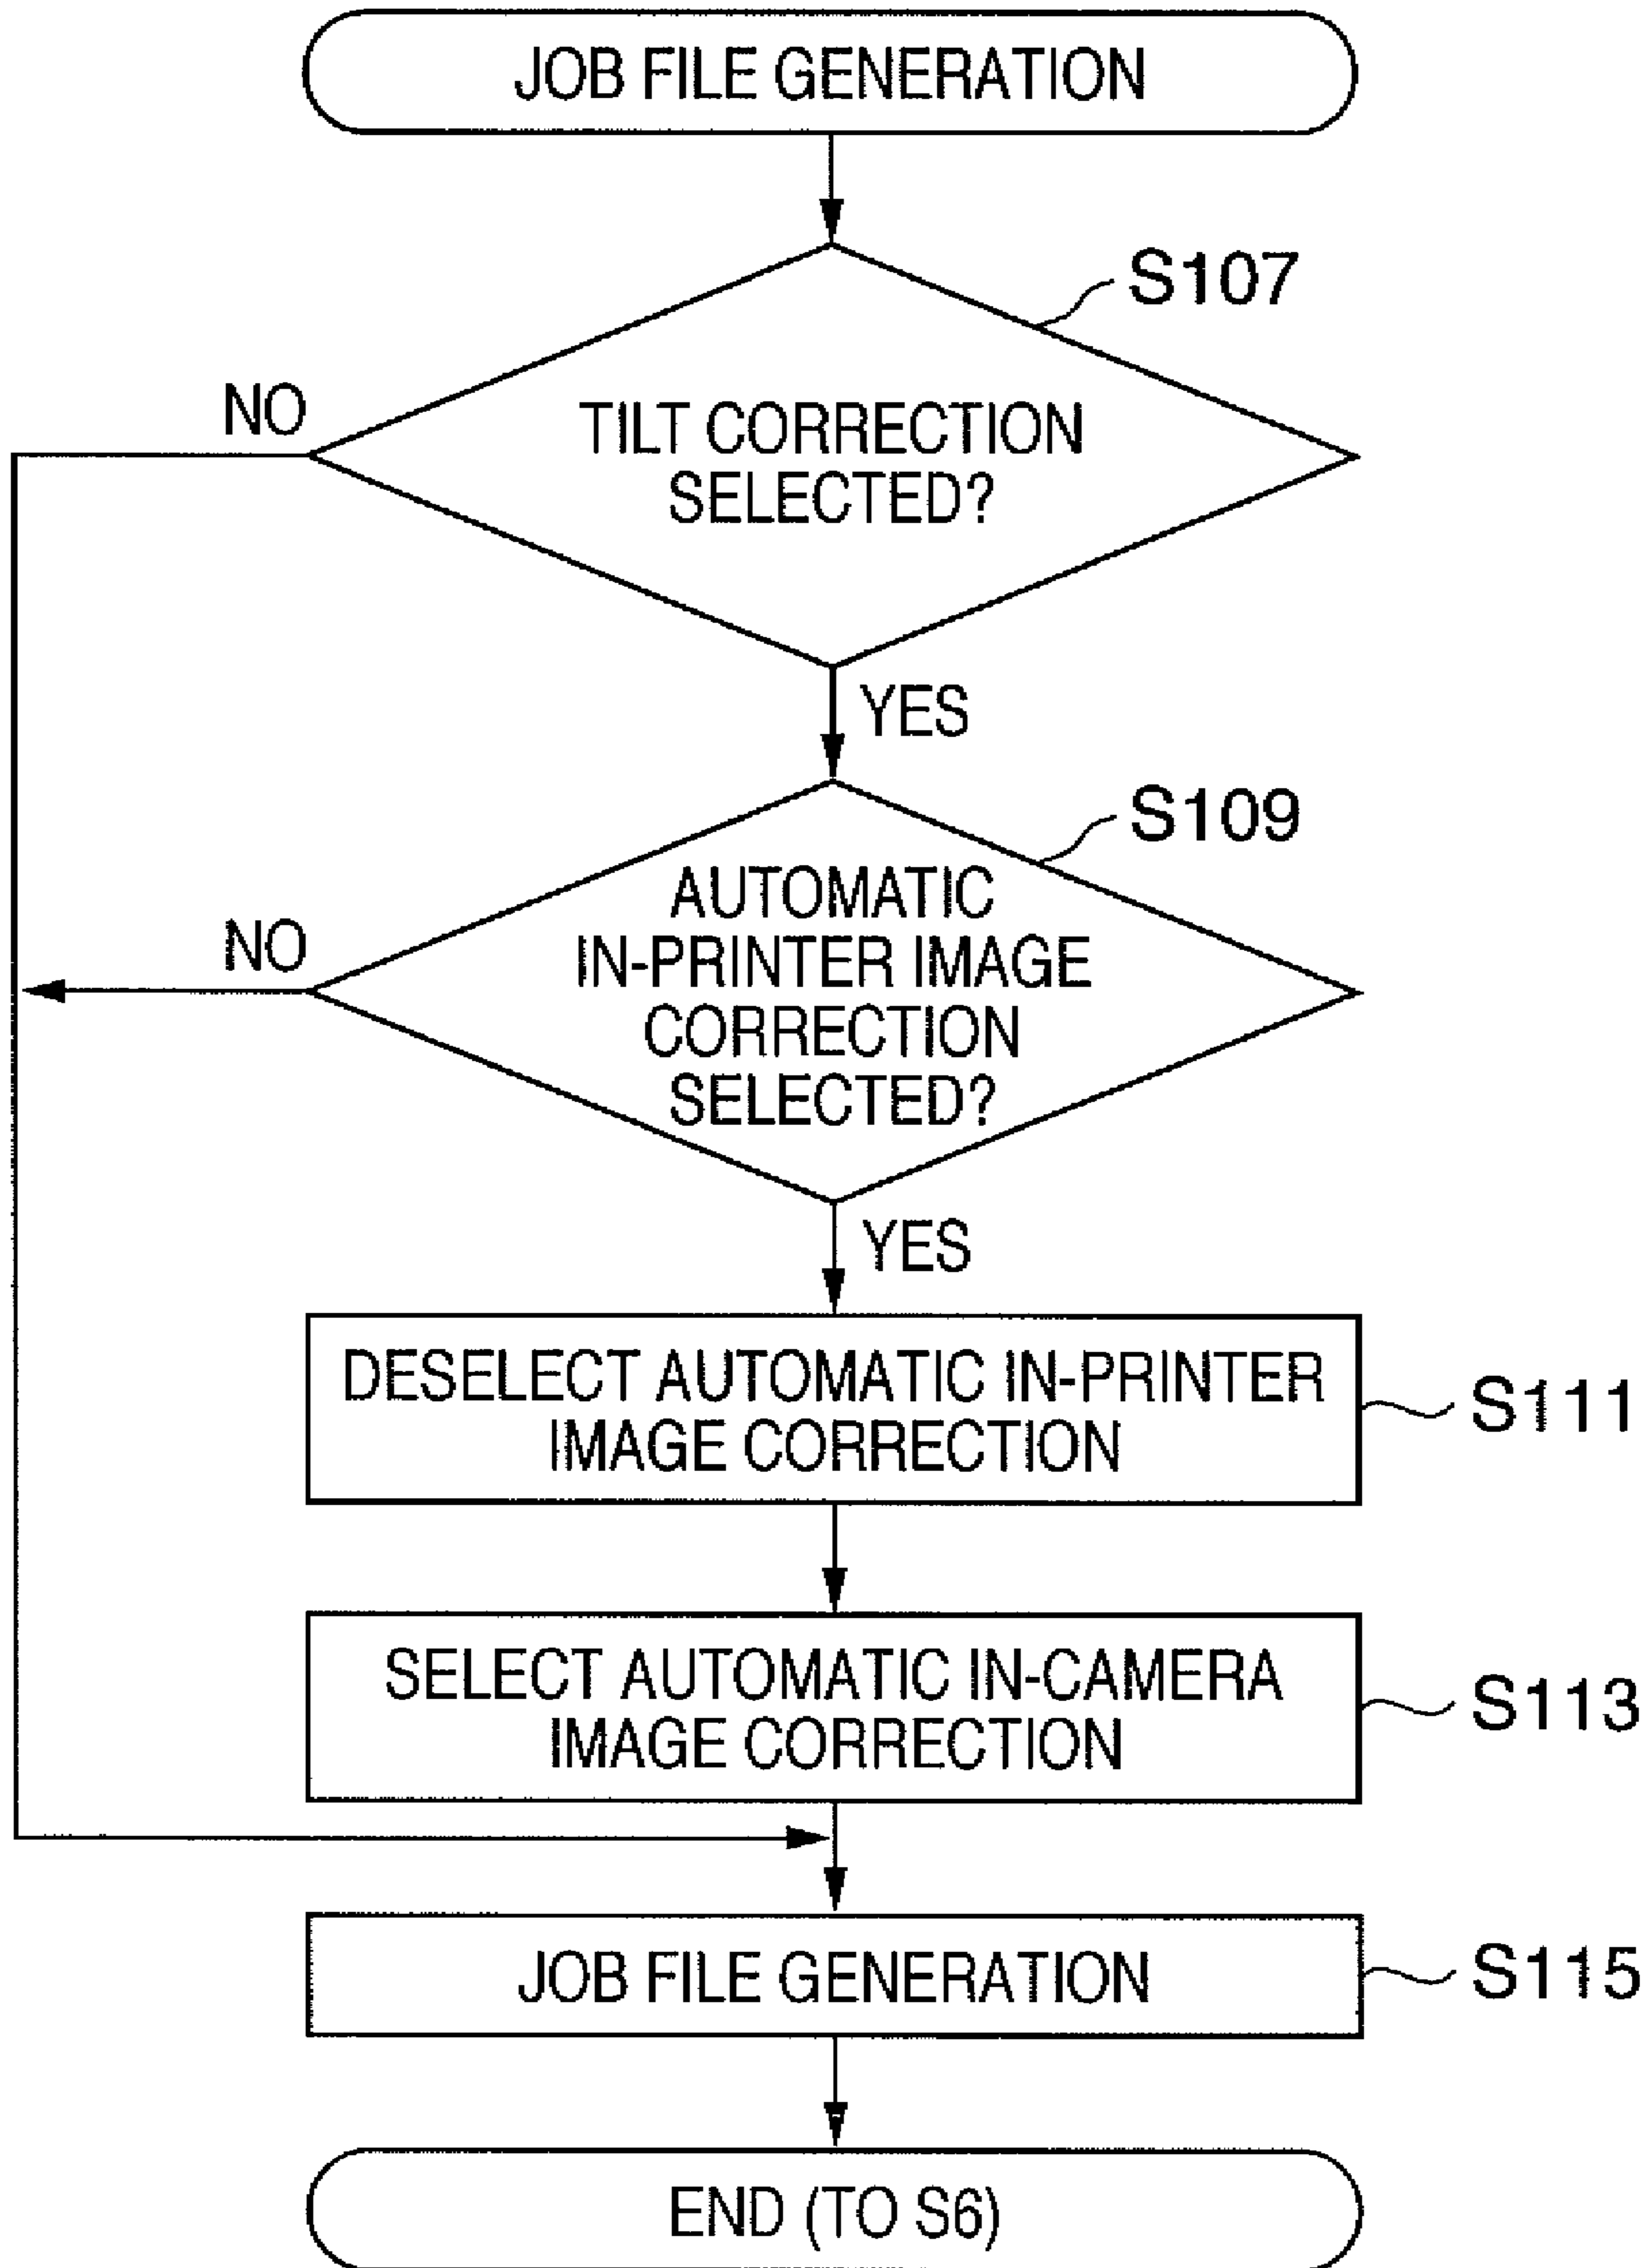 JOB FILE GENERATION
S107
NO
TILT CORRECTION
SELECTED?
YES
S109
NO
AUTOMATIC
IN-PRINTER IMAGE
CORRECTION
SELECTED?
YES
DESELECT AUTOMATIC IN-PRINTER
IMAGE CORRECTION
S111
SELECT AUTOMATIC IN-CAMERA
IMAGE CORRECTION
S113
JOB FILE GENERATION
S115
END (TO S6)